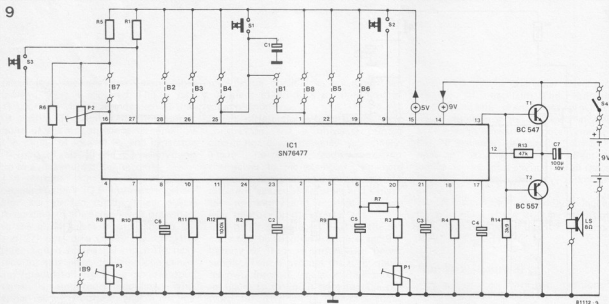 9
R5
R1
S1
S3
S3
C1
S4
R6
P2
B7
B2
B3
B4
B1
B8
B5
B6
5V
9V
T1
BC 547
16
27
28
26
25
1
22
19
9
15
14
13
12
IC1
SN76477
R13
47k
C7
100µ
10V
T2
BC 557
9V
4
7
8
10
11
24
23
2
5
6
20
21
18
17
R8
R10
C6
R11
R12
100k
R2
C2
R9
C5
R7
R3
C3
R4
C4
R14
3k9
LS
8Ω
B9
P3
P1
81112 - 9